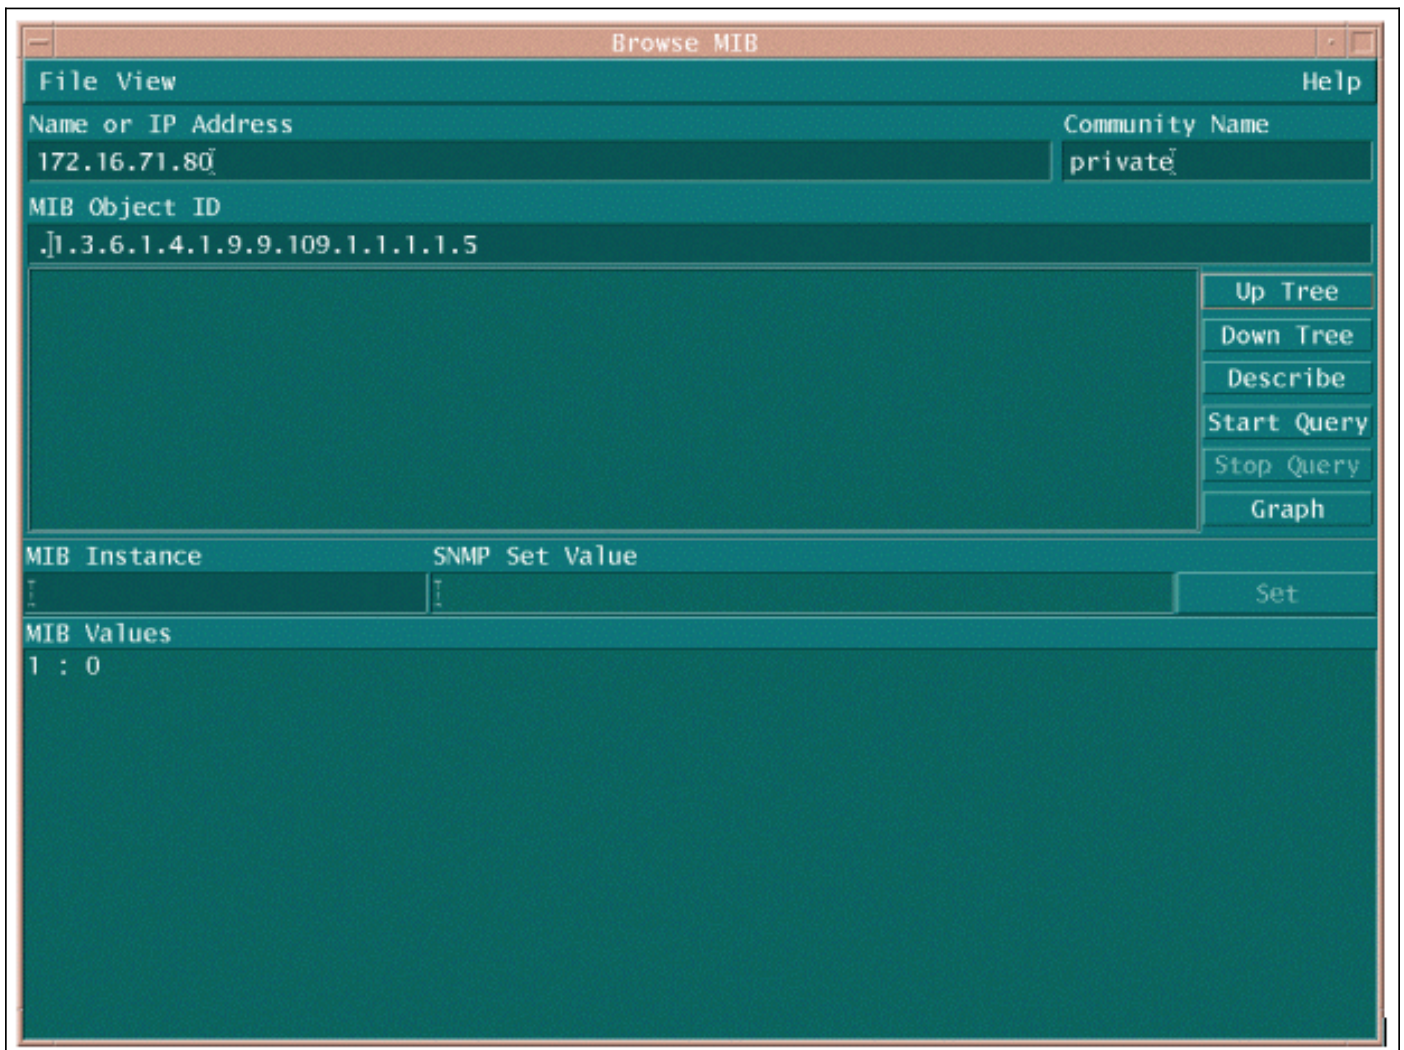 Browse MIB
File View Help
Name or IP Address Community Name
172.16.71.80 private
MIB Object ID
.1.3.6.1.4.1.9.9.109.1.1.1.1.5
Up Tree
Down Tree
Describe
Start Query
Stop Query
Graph
MIB Instance SNMP Set Value
Set
MIB Values
1 : 0